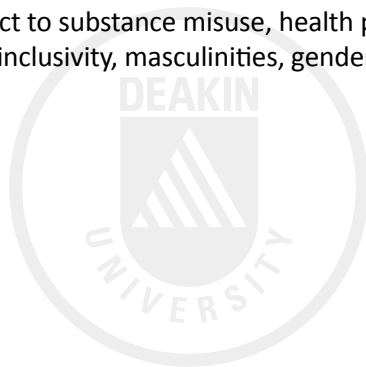 ct to substance misuse, health p
inclusivity, masculinities, gender
DEAKIN
UNIVERSITY